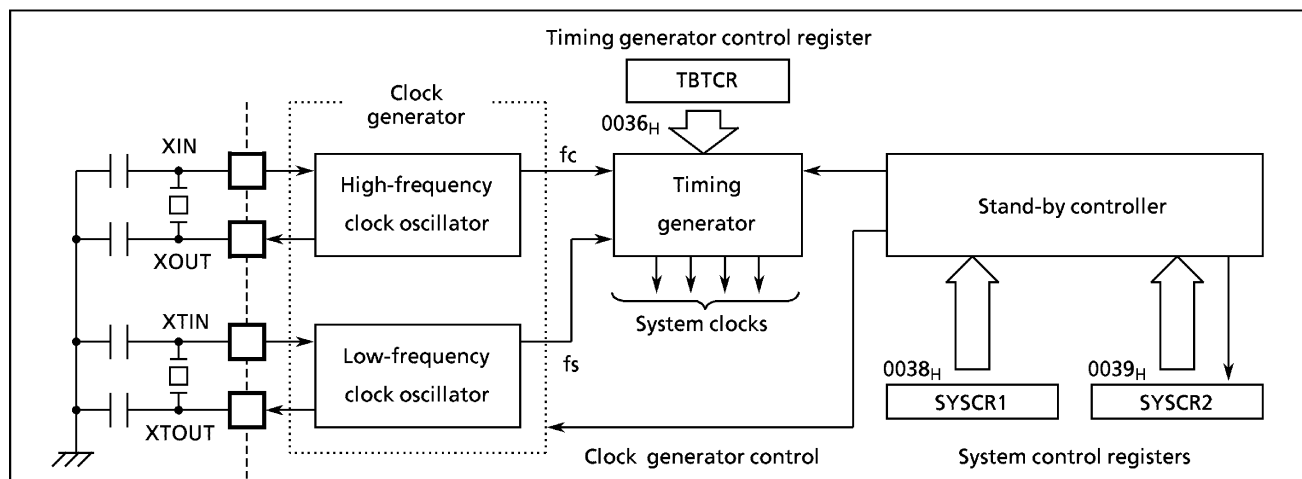 Timing generator control register
TBTCR
Clock
generator
0036H
XIN
fc
High-frequency
clock oscillator
Timing
generator
Stand-by controller
XOUT
XTIN
System clocks
Low-frequency
clock oscillator
fs
0038H
0039H
SYSCR1
SYSCR2
XTOUT
Clock generator control
System control registers